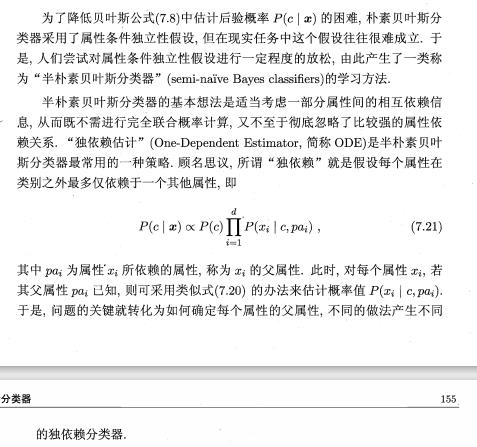 为了降低贝叶斯公式(7.8)中估计后验概率 P(c | x) 的困难, 朴素贝叶斯分
类器采用了属性条件独立性假设, 但在现实任务中这个假设往往很难成立. 于
是, 人们尝试对属性条件独立性假设进行一定程度的放松, 由此产生了一类称
为“半朴素贝叶斯分类器” (semi-naïve Bayes classifiers)的学习方法.
半朴素贝叶斯分类器的基本想法是适当考虑一部分属性间的相互依赖信
息, 从而既不需进行完全联合概率计算, 又不至于彻底忽略了比较强的属性依
赖关系. “独依赖估计” (One-Dependent Estimator, 简称 ODE)是半朴素贝叶
斯分类器最常用的一种策略. 顾名思议, 所谓“独依赖”就是假设每个属性在
类别之外最多仅依赖于一个其他属性, 即
P(c | x) ∝ P(c) ∏_{i=1}^{d} P(x_i | c, pa_i) , (7.21)
其中 pa_i 为属性 x_i 所依赖的属性, 称为 x_i 的父属性. 此时, 对每个属性 x_i, 若
其父属性 pa_i 已知, 则可采用类似式(7.20) 的办法来估计概率值 P(x_i | c, pa_i).
于是, 问题的关键就转化为如何确定每个属性的父属性, 不同的做法产生不同
分类器 155
的独依赖分类器.